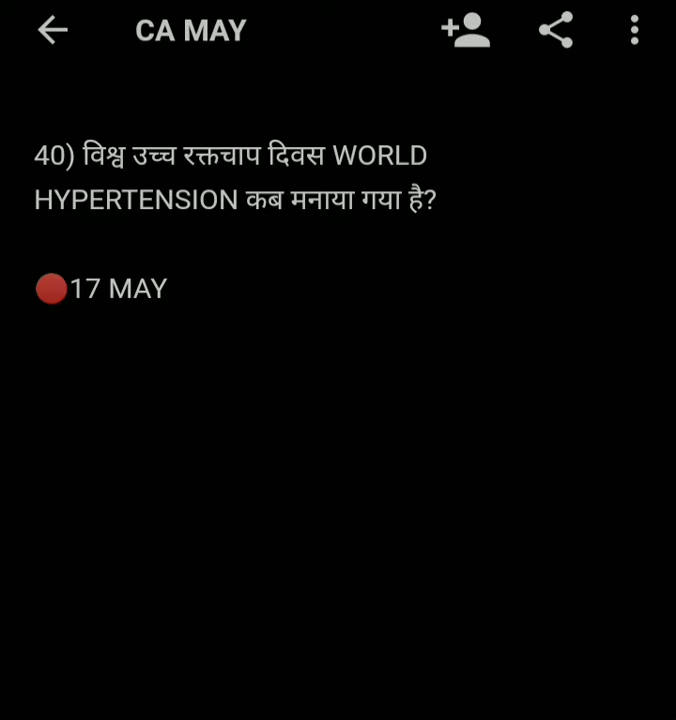 CA MAY
40) विश्व उच्च रक्तचाप दिवस WORLD
HYPERTENSION कब मनाया गया है?
🔴17 MAY